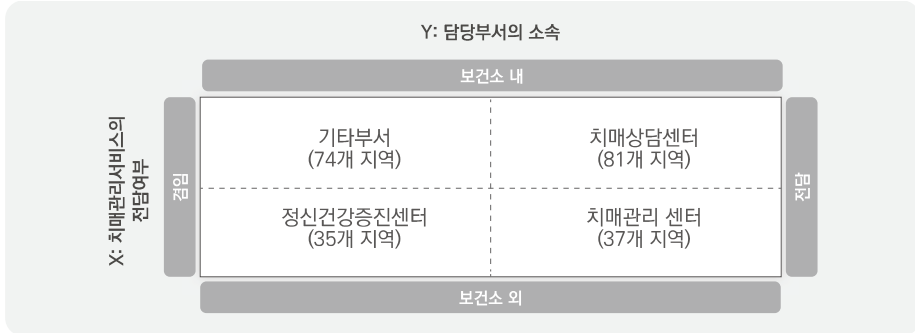 Y: 담당부서의 소속
보건소 내
X: 치매관리서비스의
전담여부
겸임
기타부서
(74개 지역)
치매상담센터
(81개 지역)
전담
정신건강증진센터
(35개 지역)
치매관리 센터
(37개 지역)
보건소 외